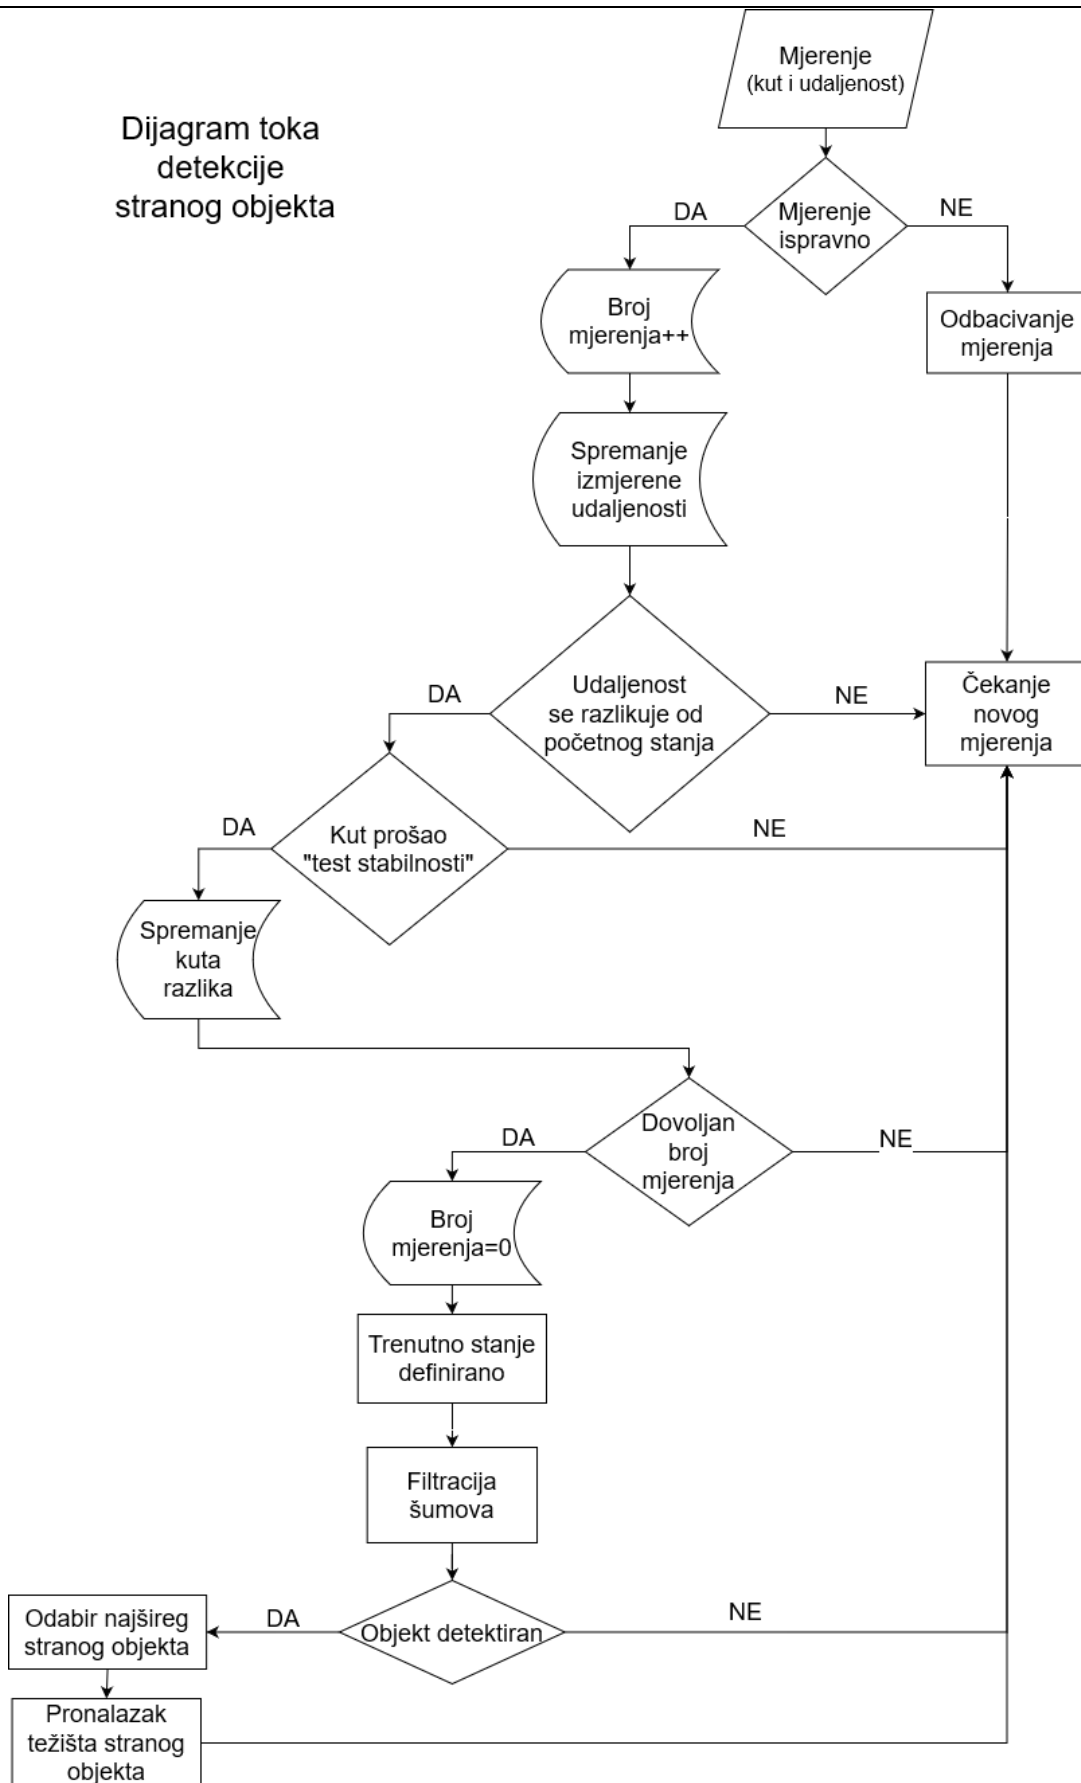 Mjerenje
(kut i udaljenost)
Dijagram toka
detekcije
stranog objekta
DA
Mjerenje
ispravno
NE
Broj
mjerenja++
Odbacivanje
mjerenja
Spremanje
izmjerene
udaljenosti
DA
Udaljenost
se razlikuje od
početnog stanja
NE
Čekanje
novog
mjerenja
DA
Kut prošao
"test stabilnosti"
NE
Spremanje
kuta
razlika
DA
Dovoljan
broj
mjerenja
NE
Broj
mjerenja=0
Trenutno stanje
definirano
Filtracija
šumova
Odabir najšireg
stranog objekta
DA
Objekt detektiran
NE
Pronalazak
težišta stranog
objekta